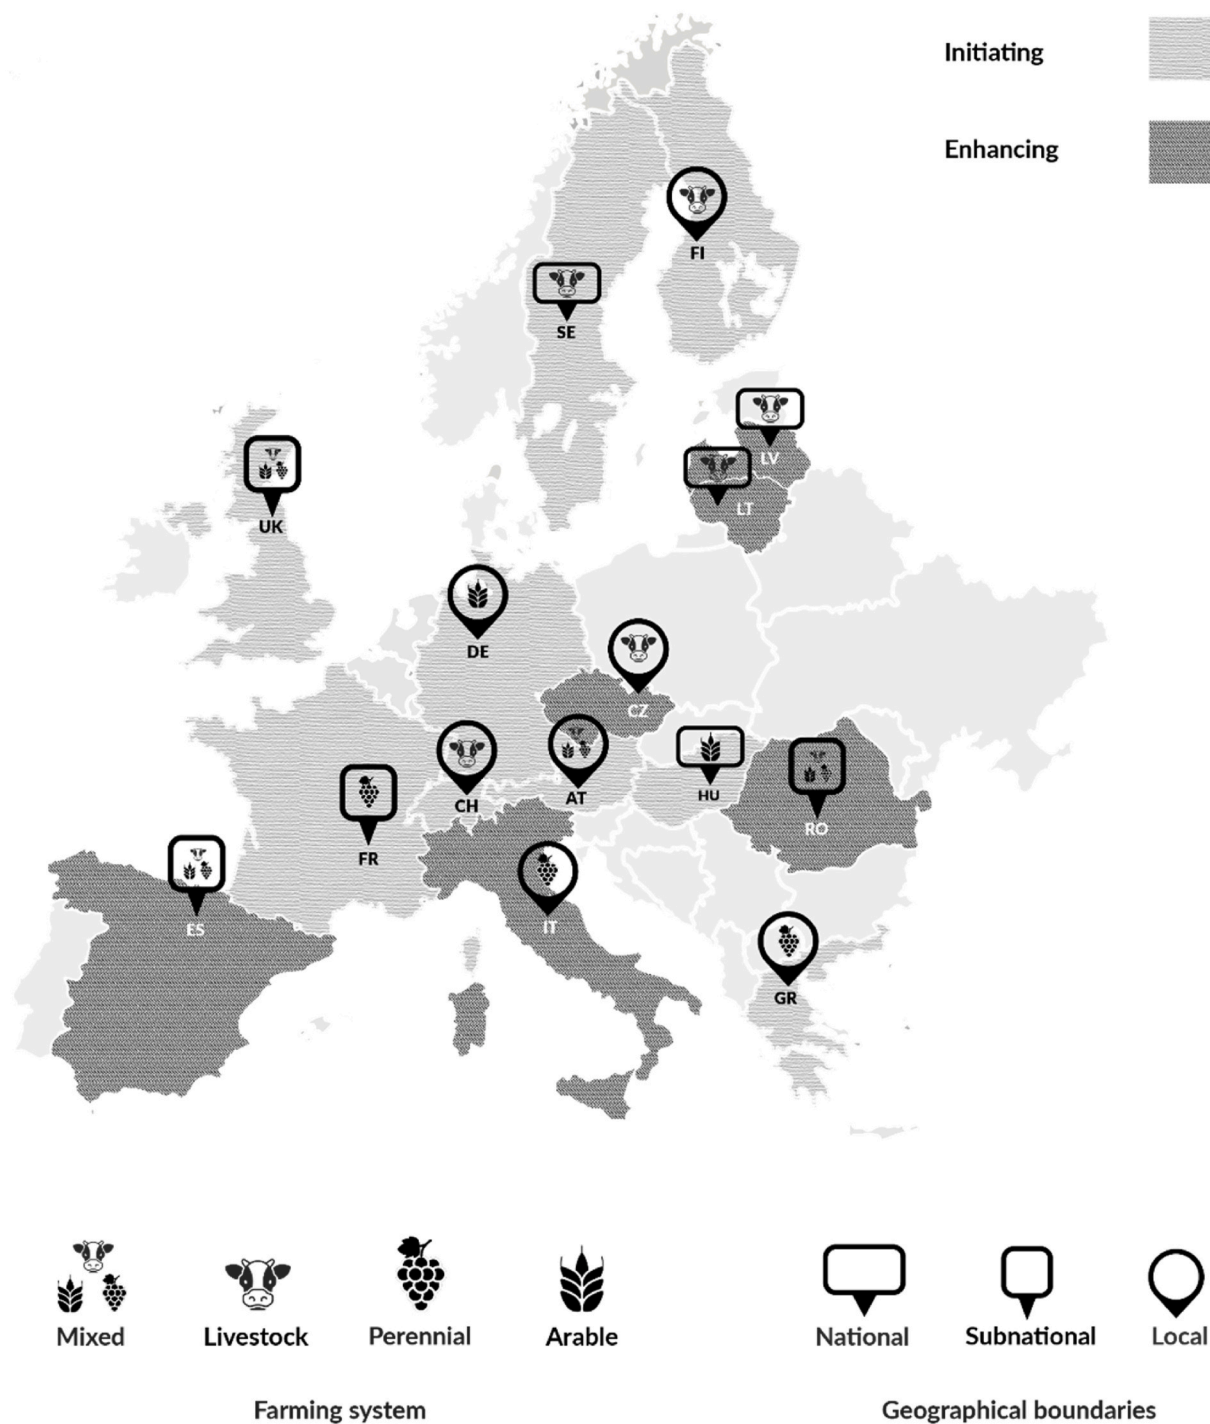 Initiating
Enhancing
FI
SE
LV
LT
UK
DE
CZ
CH
AT
HU
RO
FR
ES
IT
GR
Mixed
Livestock
Perennial
Arable
National
Subnational
Local
Farming system
Geographical boundaries